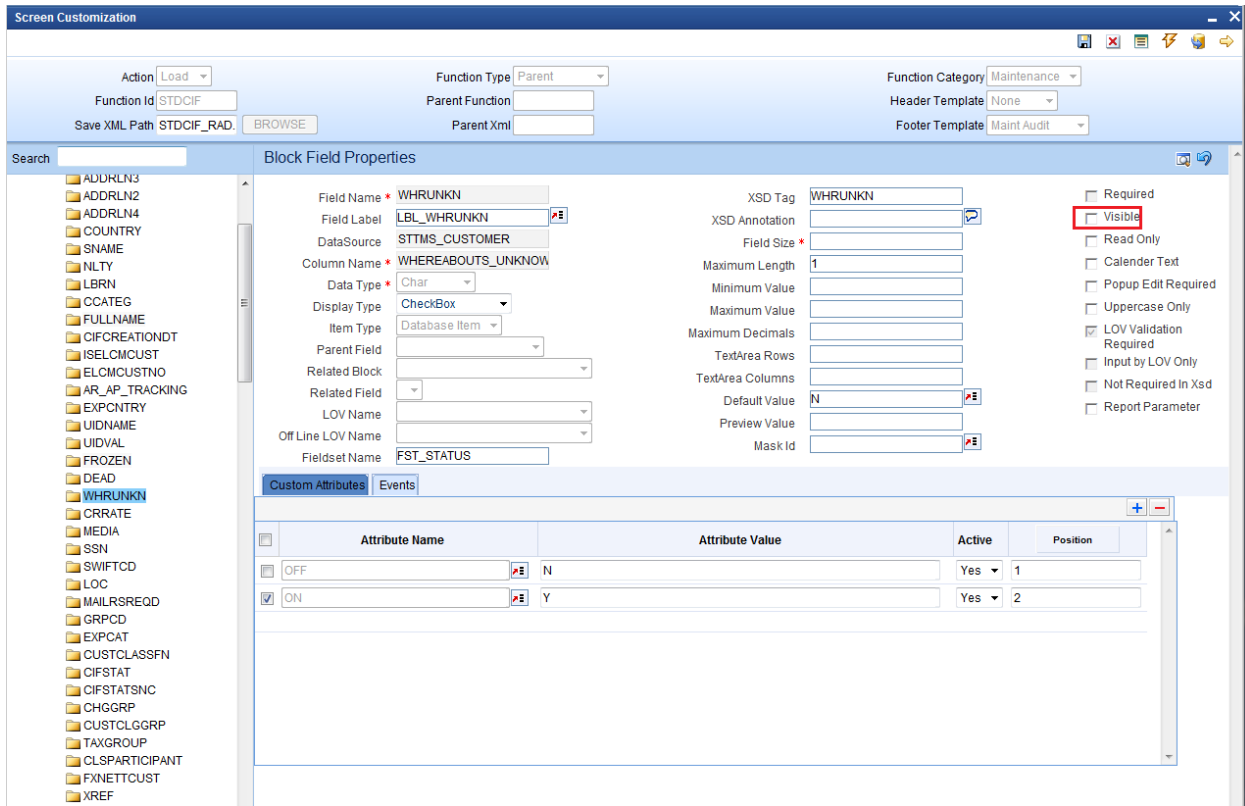 Screen Customization
Action Load
Function Type Parent
Function Category Maintenance
Function Id STDCIF
Parent Function
Header Template None
Save XML Path STDCIF_RAD. BROWSE
Parent Xml
Footer Template Maint Audit
Search
Block Field Properties
ADDRLN3
ADDRLN2
ADDRLN4
COUNTRY
SNAME
NLTY
LBRN
CCATEG
FULLNAME
CIFCREATIONDT
ISELCMCUST
ELCMCUSTNO
AR_AP_TRACKING
EXPCNTRY
UIDNAME
UIDVAL
FROZEN
DEAD
WHRUNKN
CRRATE
MEDIA
SSN
SWIFTCD
LOC
MAILRSREQD
GRPCD
EXPCAT
CUSTCLASSFN
CIFSTAT
CIFSTATSNC
CHGGRP
CUSTCLGGRP
TAXGROUP
CLSPARTICIPANT
FXNETTCUST
XREF
Field Name * WHRUNKN
Field Label LBL_WHRUNKN
DataSource STTMS_CUSTOMER
Column Name * WHEREABOUTS_UNKNOW
Data Type * Char
Display Type CheckBox
Item Type Database Item
Parent Field
Related Block
Related Field
LOV Name
Off Line LOV Name
Fieldset Name FST_STATUS
XSD Tag WHRUNKN
XSD Annotation
Field Size *
Maximum Length 1
Minimum Value
Maximum Value
Maximum Decimals
TextArea Rows
TextArea Columns
Default Value N
Preview Value
Mask Id
Required
Visible
Read Only
Calender Text
Popup Edit Required
Uppercase Only
LOV Validation
Required
Input by LOV Only
Not Required In Xsd
Report Parameter
Custom Attributes Events
+ −
Attribute Name Attribute Value Active Position
OFF N Yes 1
ON Y Yes 2